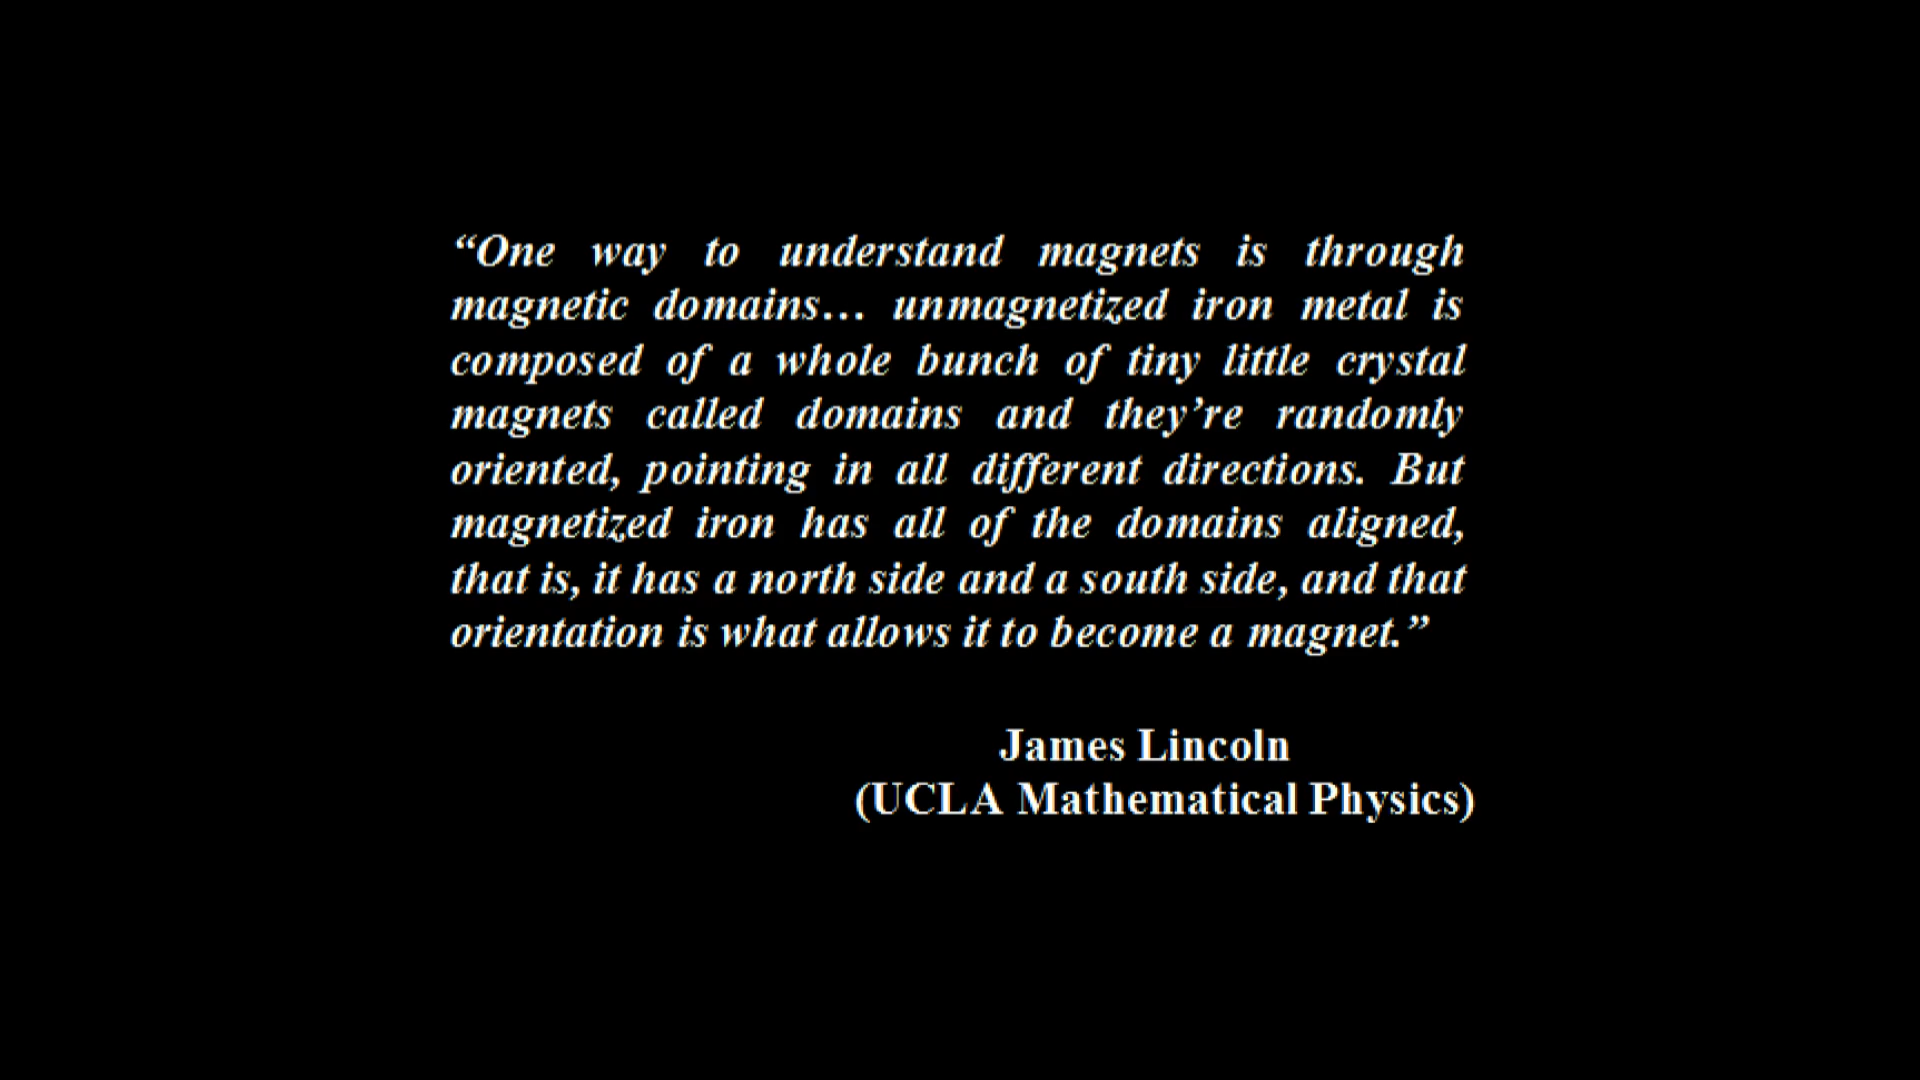 “One way to understand magnets is through
magnetic domains… unmagnetized iron metal is
composed of a whole bunch of tiny little crystal
magnets called domains and they’re randomly
oriented, pointing in all different directions. But
magnetized iron has all of the domains aligned,
that is, it has a north side and a south side, and that
orientation is what allows it to become a magnet.”
James Lincoln
(UCLA Mathematical Physics)